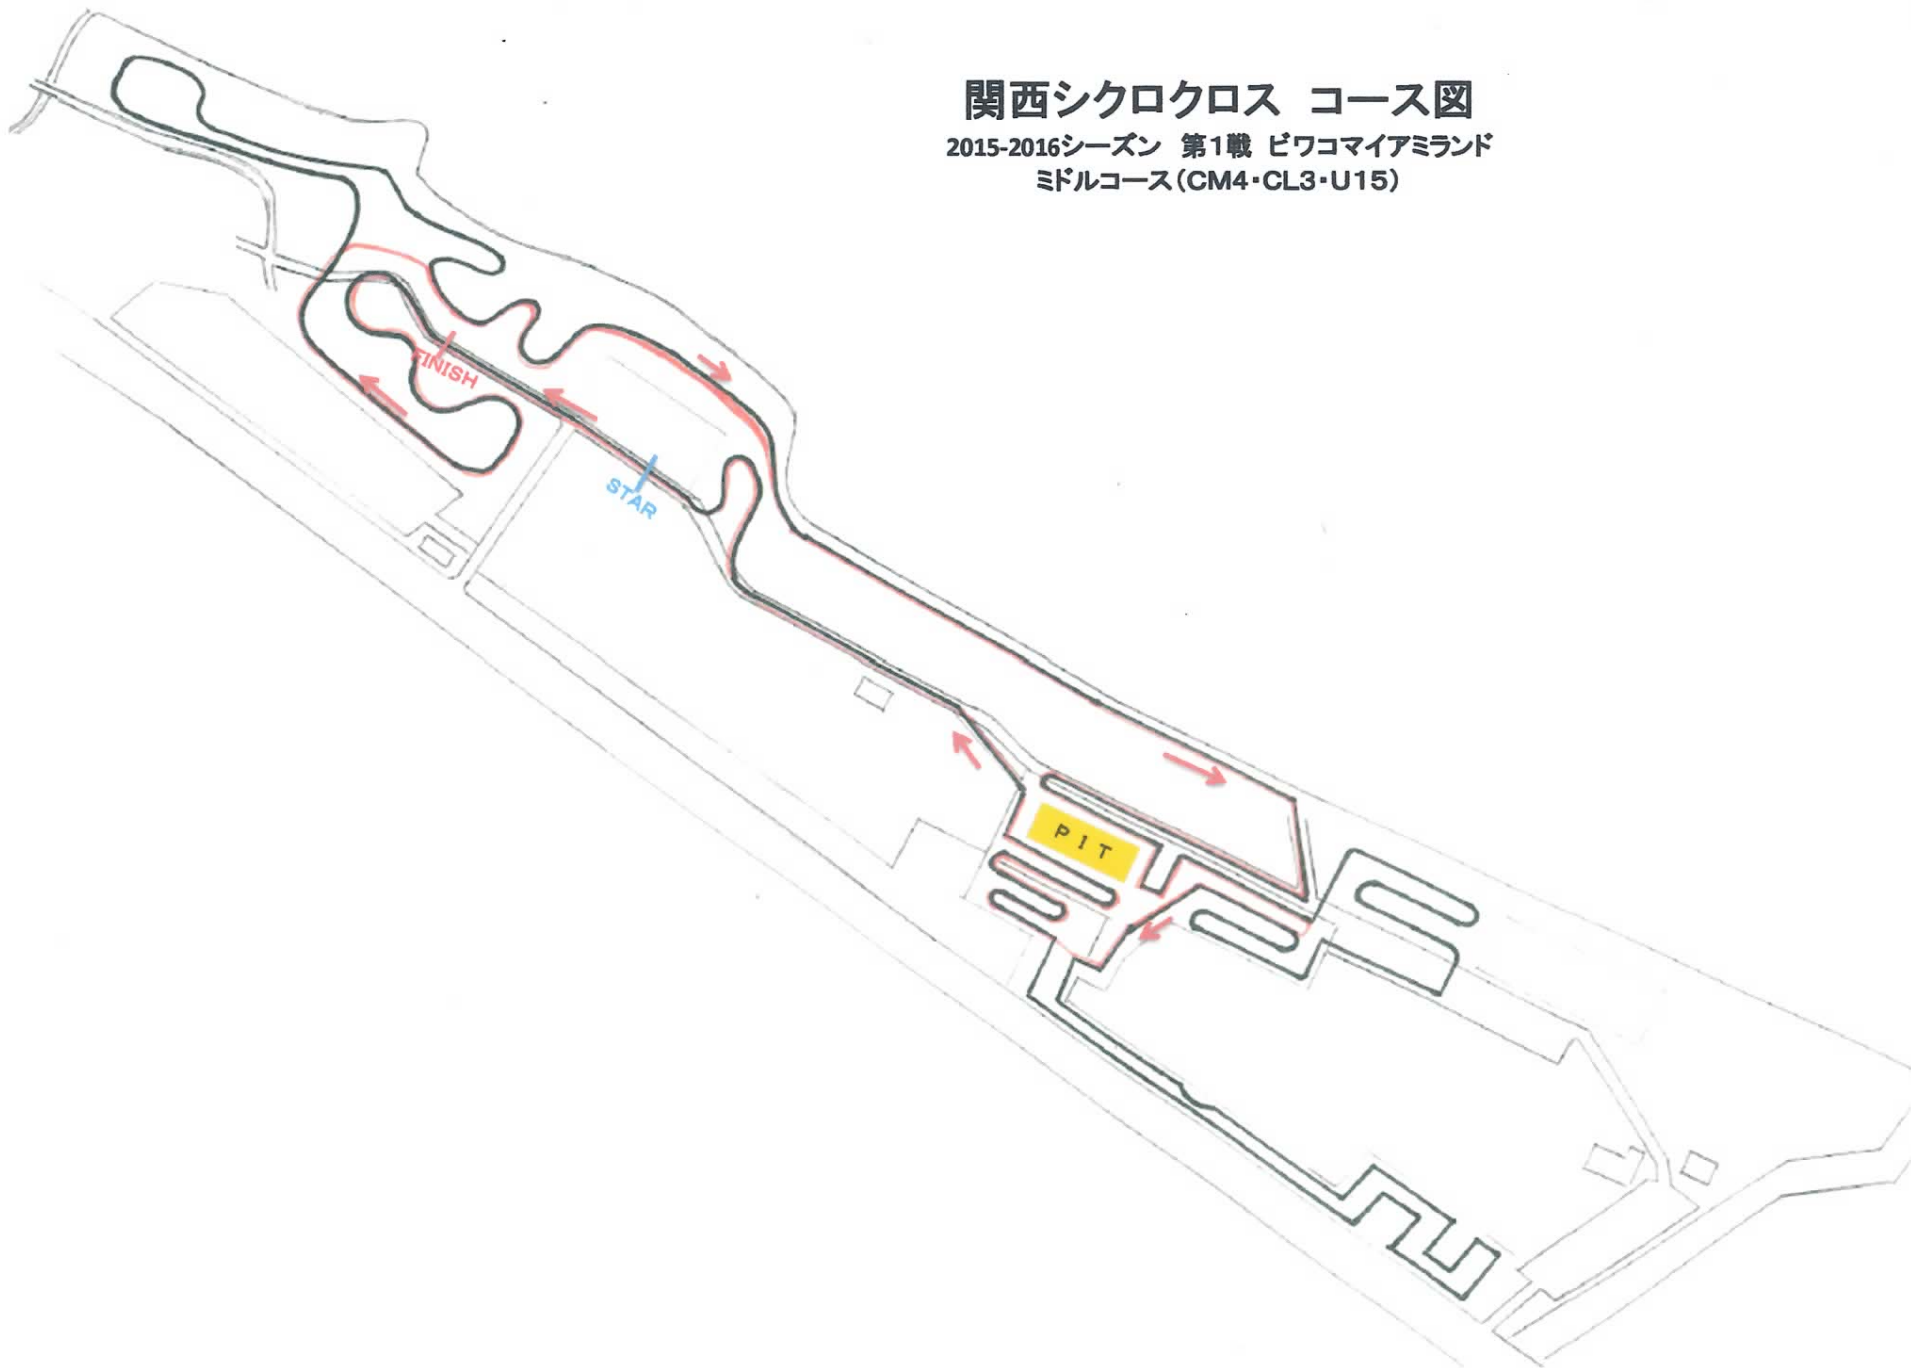 関西シクロクロス コース図
2015-2016シーズン 第1戦 ビワコマイアミランド
ミドルコース(CM4・CL3・U15)
FINISH
STAR
PIT